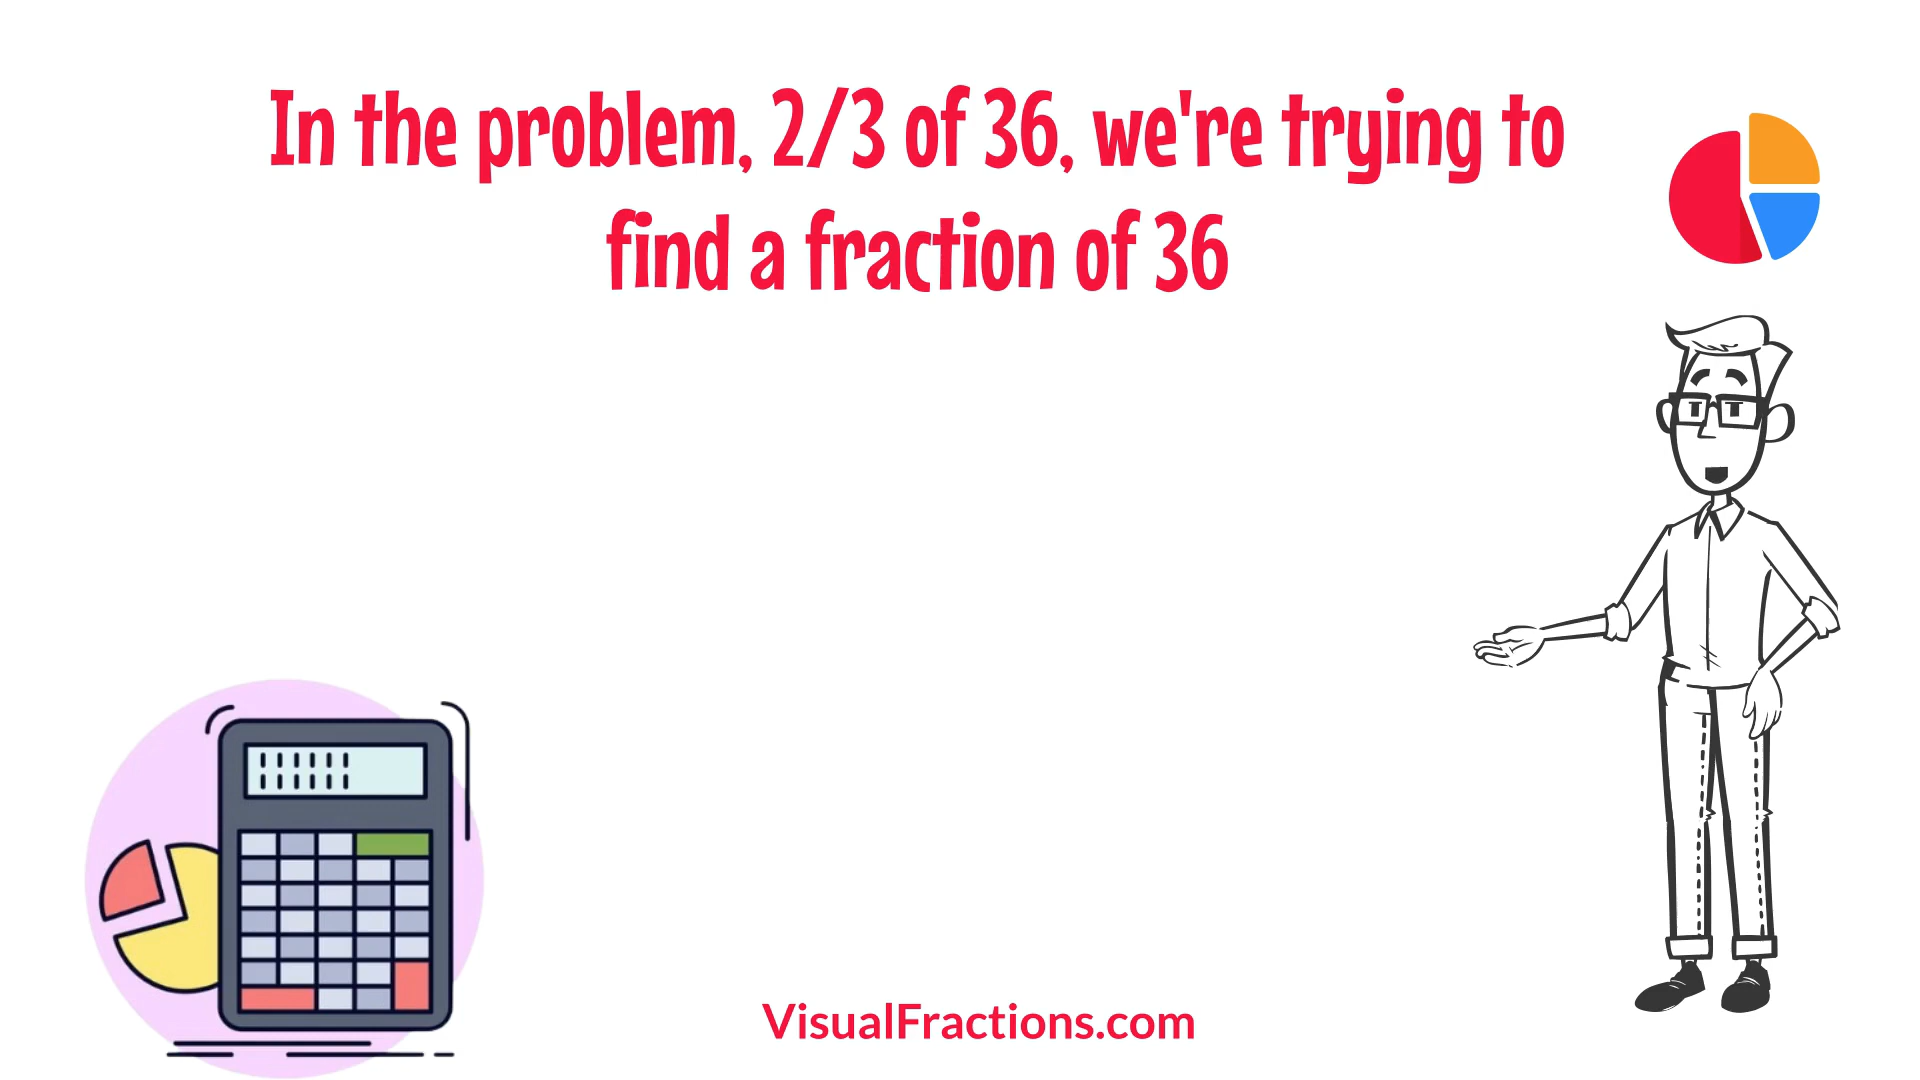 In the problem, 2/3 of 36, we're trying to
find a fraction of 36
VisualFractions.com